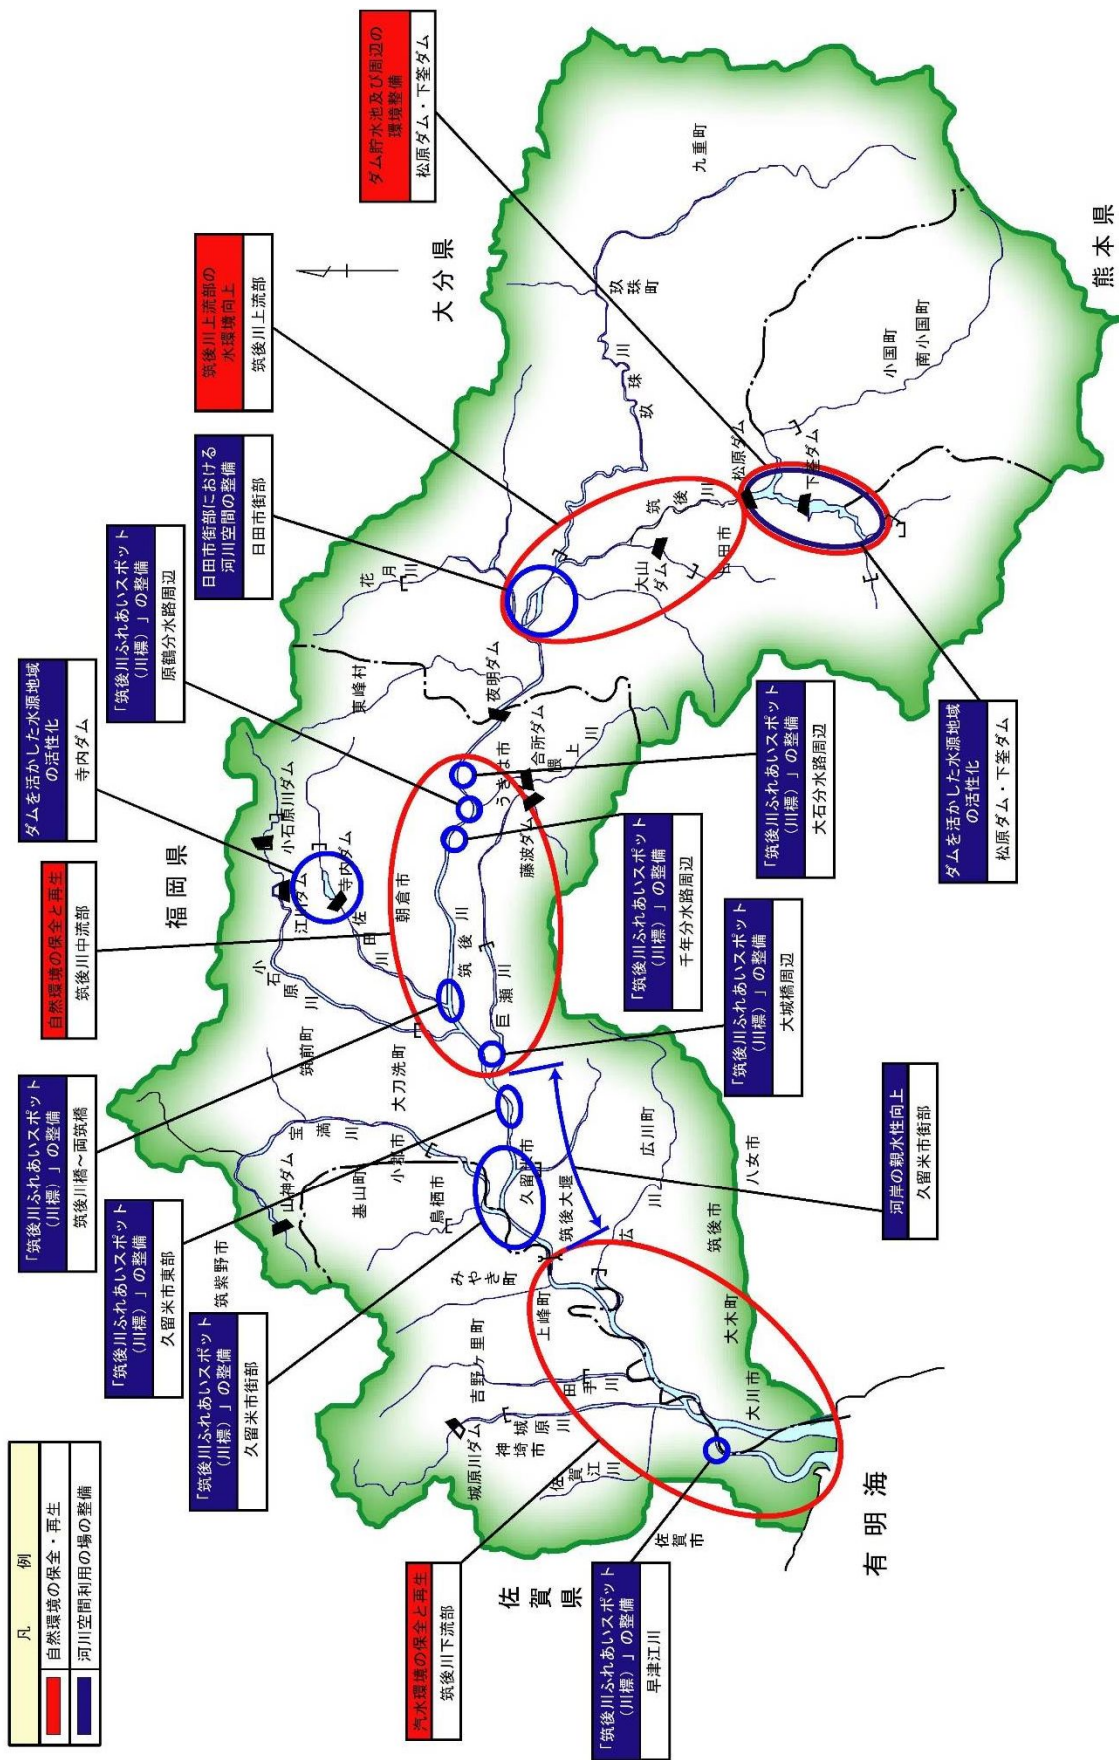 凡 例
自然環境の保全・再生
河川空間利用の場の整備
「筑後川ふれあいスポット
（川標）」の整備
久留米市街部
「筑後川ふれあいスポット
（川標）」の整備
久留米市東部
「筑後川ふれあいスポット
（川標）」の整備
筑後川橋～両筑橋
自然環境の保全と再生
筑後川中流部
ダムを活かした水源地域
の活性化
寺内ダム
「筑後川ふれあいスポット
（川標）」の整備
原鶴分水路周辺
日田市街部における
河川空間の整備
日田市街部
筑後川上流部の
水環境向上
筑後川上流部
ダム貯水池及び周辺の
環境整備
松原ダム・下筌ダム
福岡県
大分県
熊本県
佐賀県
有明海
筑紫野市
山神ダム
宝満川
基山町
小郡市
鳥栖市
筑前町
大刀洗町
小石原川
江川ダム
小石原川ダム
寺内ダム
佐田川
朝倉市
東峰村
花月川
夜明ダム
うきは市
合所ダム
隈上川
藤波ダム
筑後川
巨瀬川
久留米市
筑後大堰
広川町
広川
八女市
筑後市
みやき町
上峰町
吉野ヶ里町
田手川
城原川ダム
神埼市
城原川
佐賀江川
佐賀市
大木町
大川市
大山ダム
日田市
筑後川
松原ダム
下筌ダム
玖珠川
玖珠町
九重町
小国町
南小国町
汽水環境の保全と再生
筑後川下流部
「筑後川ふれあいスポット
（川標）」の整備
早津江川
河岸の親水性向上
久留米市街部
「筑後川ふれあいスポット
（川標）」の整備
大城橋周辺
「筑後川ふれあいスポット
（川標）」の整備
千年分水路周辺
「筑後川ふれあいスポット
（川標）」の整備
大石分水路周辺
ダムを活かした水源地域
の活性化
松原ダム・下筌ダム